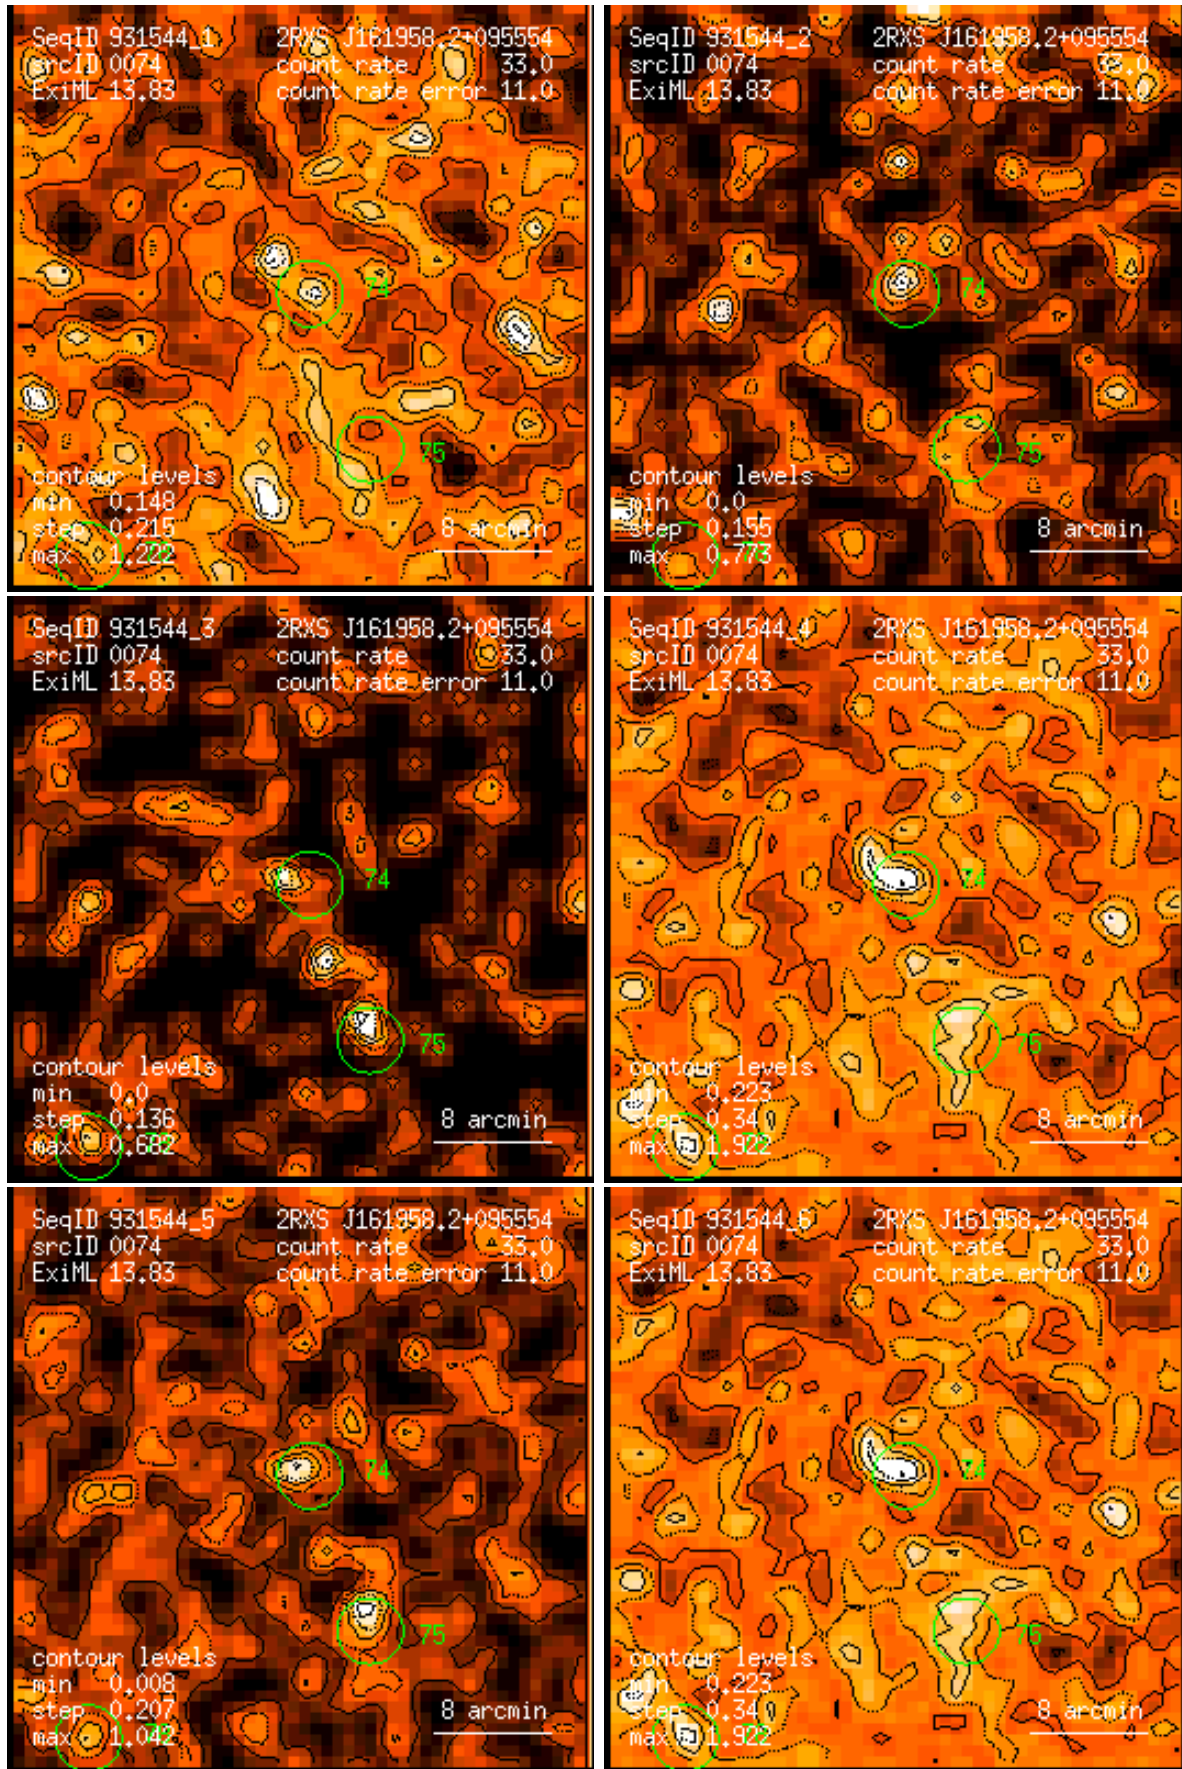 SeqID 931544_1 2RXS J161958.2+095554
srcID 0074 count rate 33.0
ExiML 13.83 count rate error 11.0
74
75
contour levels
min 0.148
step 0.215 8 arcmin
max 1.222
SeqID 931544_2 2RXS J161958.2+095554
srcID 0074 count rate 33.0
ExiML 13.83 count rate error 11.0
74
75
contour levels
min 0.0
step 0.155 8 arcmin
max 0.773
SeqID 931544_3 2RXS J161958.2+095554
srcID 0074 count rate 33.0
ExiML 13.83 count rate error 11.0
74
75
contour levels
min 0.0
step 0.136 8 arcmin
max 0.682
SeqID 931544_4 2RXS J161958.2+095554
srcID 0074 count rate 33.0
ExiML 13.83 count rate error 11.0
74
75
contour levels
min 0.223
step 0.34 8 arcmin
max 1.922
SeqID 931544_5 2RXS J161958.2+095554
srcID 0074 count rate 33.0
ExiML 13.83 count rate error 11.0
74
75
contour levels
min 0.008
step 0.207 8 arcmin
max 1.042
SeqID 931544_6 2RXS J161958.2+095554
srcID 0074 count rate 33.0
ExiML 13.83 count rate error 11.0
74
75
contour levels
min 0.223
step 0.34 8 arcmin
max 1.922